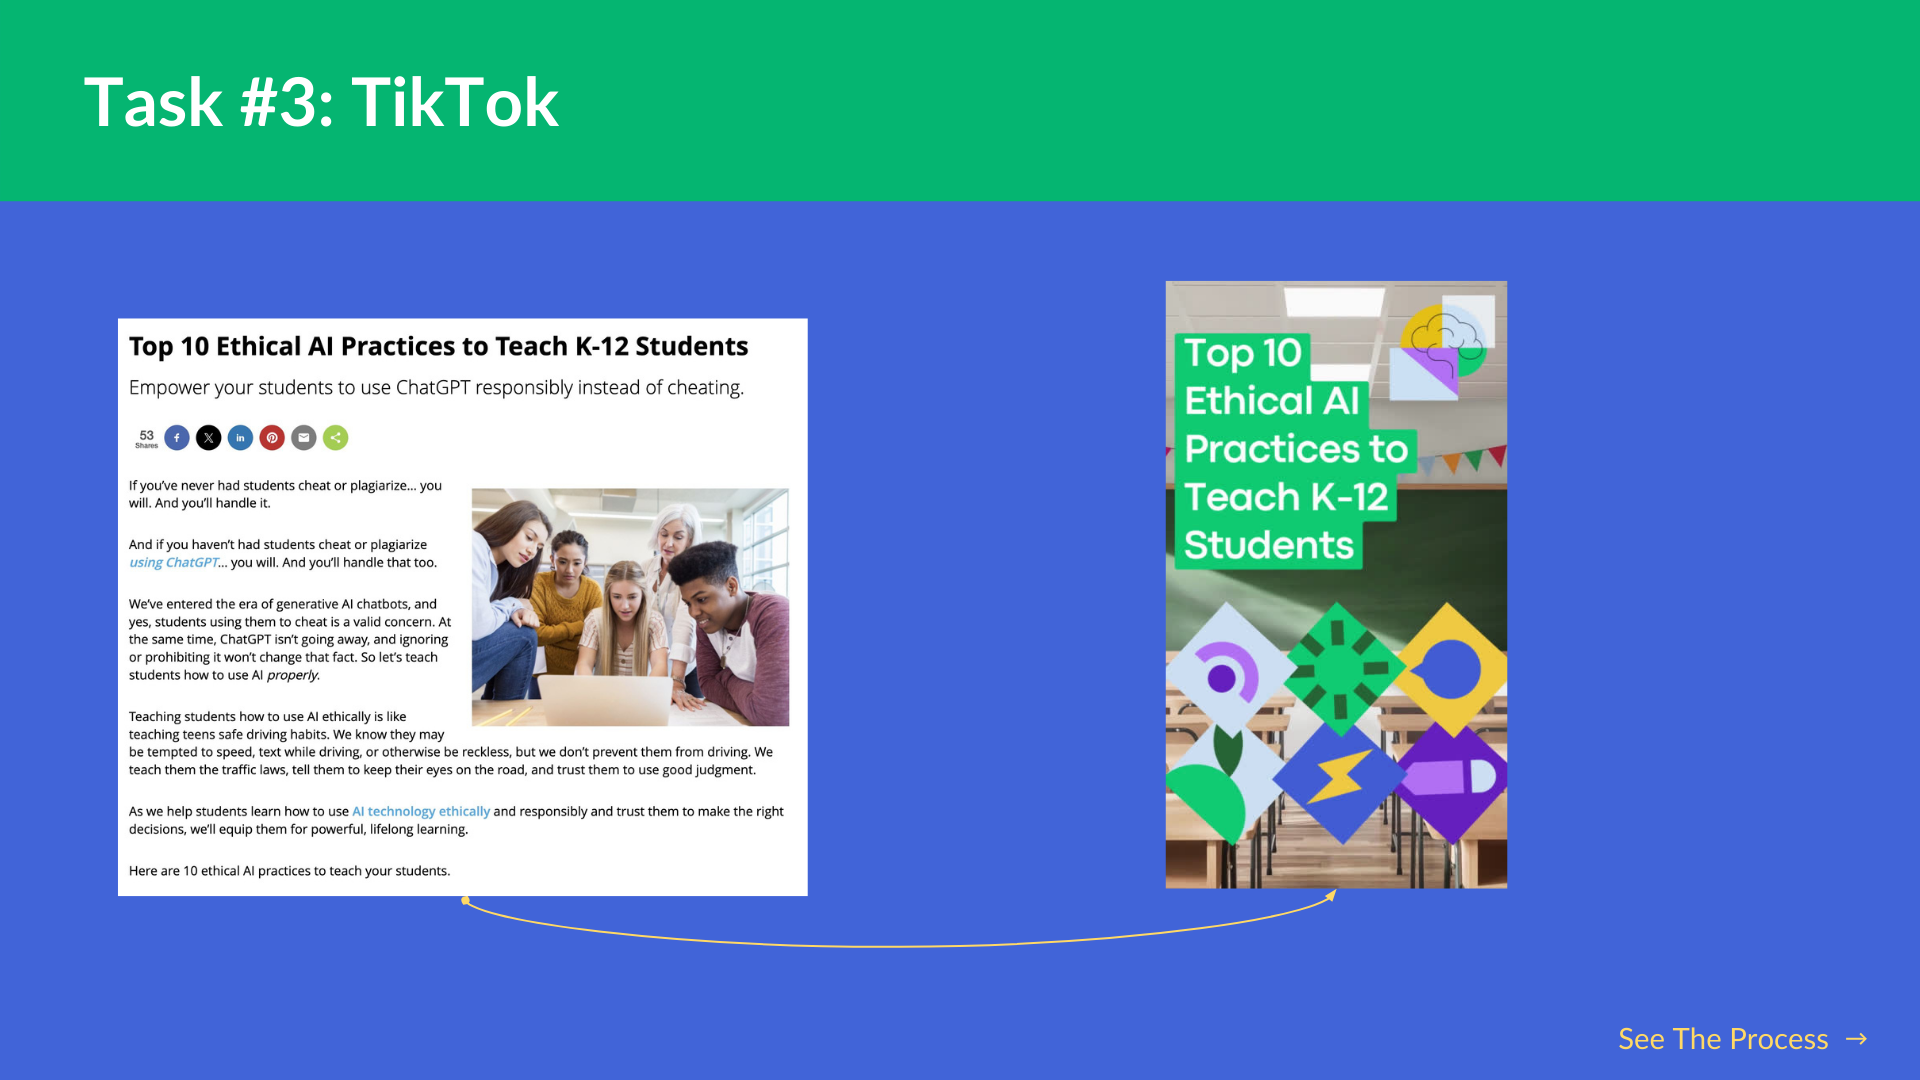 Task #3: TikTok
Top 10 Ethical AI Practices to Teach K-12 Students
Empower your students to use ChatGPT responsibly instead of cheating.
53
Shares
If you've never had students cheat or plagiarize... you
will. And you'll handle it.
And if you haven't had students cheat or plagiarize
using ChatGPT... you will. And you'll handle that too.
We've entered the era of generative AI chatbots, and
yes, students using them to cheat is a valid concern. At
the same time, ChatGPT isn't going away, and ignoring
or prohibiting it won't change that fact. So let's teach
students how to use AI properly.
Teaching students how to use AI ethically is like
teaching teens safe driving habits. We know they may
be tempted to speed, text while driving, or otherwise be reckless, but we don't prevent them from driving. We
teach them the traffic laws, tell them to keep their eyes on the road, and trust them to use good judgment.
As we help students learn how to use AI technology ethically and responsibly and trust them to make the right
decisions, we'll equip them for powerful, lifelong learning.
Here are 10 ethical AI practices to teach your students.
Top 10
Ethical AI
Practices to
Teach K-12
Students
See The Process →